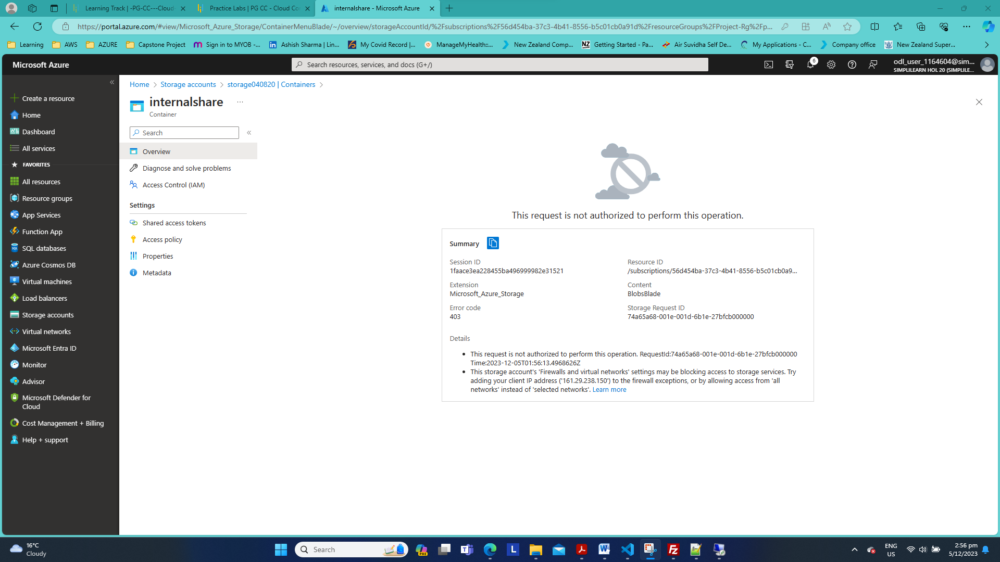 Learning Track | -PG-CC---Cloud-
Practice Labs | PG CC - Cloud Co
internalshare - Microsoft Azure
https://portal.azure.com/#view/Microsoft_Azure_Storage/ContainerMenuBlade/~/overview/storageAccountId/%2Fsubscriptions%2F56d454ba-37c3-4b41-8556-b5c01cb0a91d%2FresourceGroups%2FProject-Rg%2Fp...
Learning
AWS
AZURE
Capstone Project
Sign in to MYOB -...
Ashish Sharma | Lin...
My Covid Record |...
ManageMyHealth::...
New Zealand Comp...
NZ
Getting Started - Pa...
Air Suvidha Self De...
My Applications - C...
Company office
New Zealand Super...
Microsoft Azure
Search resources, services, and docs (G+/)
6
odl_user_1164604@sim...
SIMPLILEARN HOL 20 (SIMPLILE...
Create a resource
Home
Dashboard
All services
FAVORITES
All resources
Resource groups
App Services
Function App
SQL databases
Azure Cosmos DB
Virtual machines
Load balancers
Storage accounts
Virtual networks
Microsoft Entra ID
Monitor
Advisor
Microsoft Defender for
Cloud
Cost Management + Billing
Help + support
Home > Storage accounts > storage040820 | Containers >
internalshare
...
Container
Search
Overview
Diagnose and solve problems
Access Control (IAM)
Settings
Shared access tokens
Access policy
Properties
Metadata
This request is not authorized to perform this operation.
Summary
Session ID
1faace3ea228455ba496999982e31521
Resource ID
/subscriptions/56d454ba-37c3-4b41-8556-b5c01cb0a9...
Extension
Microsoft_Azure_Storage
Content
BlobsBlade
Error code
403
Storage Request ID
74a65a68-001e-001d-6b1e-27bfcb000000
Details
• This request is not authorized to perform this operation. RequestId:74a65a68-001e-001d-6b1e-27bfcb000000
Time:2023-12-05T01:56:13.4968626Z
• This storage account's 'Firewalls and virtual networks' settings may be blocking access to storage services. Try
adding your client IP address ('161.29.238.150') to the firewall exceptions, or by allowing access from 'all
networks' instead of 'selected networks'. Learn more
16°C
Cloudy
Search
PRE
L
ENG
US
2:56 pm
5/12/2023